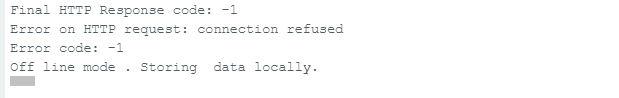 Final HTTP Response code: -1
Error on HTTP request: connection refused
Error code: -1
Off line mode . Storing  data locally.